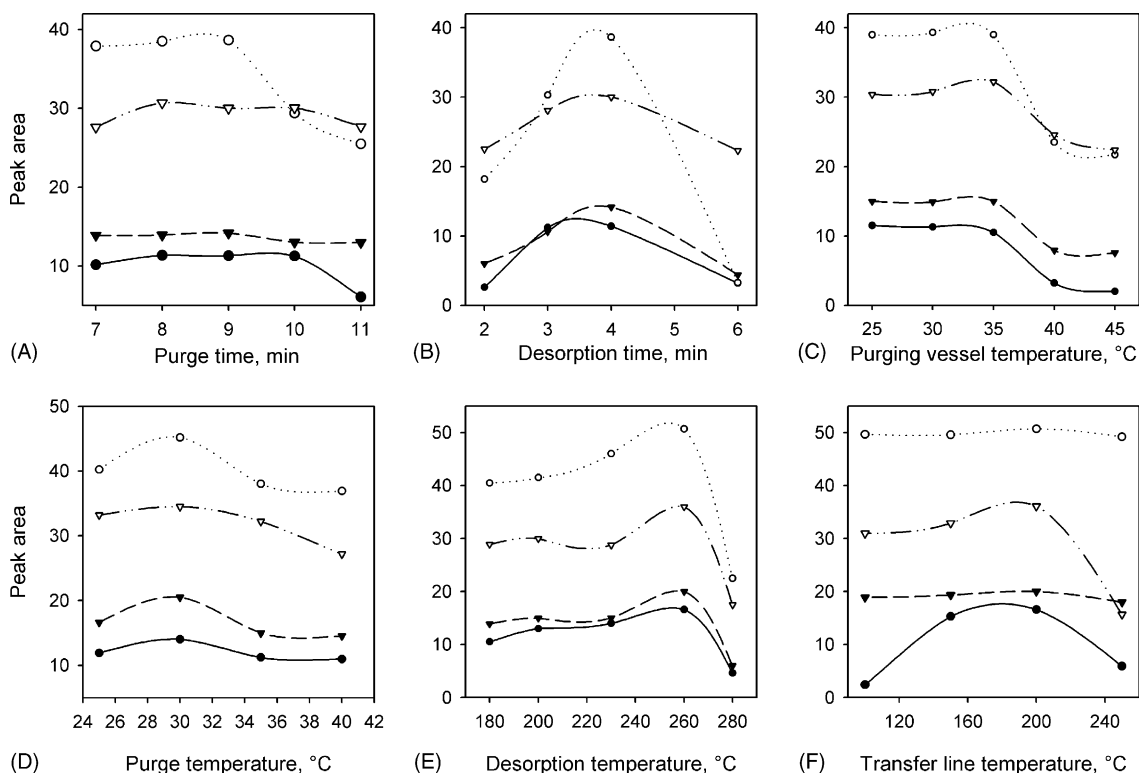 40
30
20
10
Peak area
7 8 9 10 11
(A) Purge time, min
40
30
20
10
0
2 3 4 5 6
(B) Desorption time, min
40
30
20
10
0
25 30 35 40 45
(C) Purging vessel temperature, °C
50
40
30
20
10
Peak area
24 26 28 30 32 34 36 38 40 42
(D) Purge temperature, °C
50
40
30
20
10
0
180 200 220 240 260 280
(E) Desorption temperature, °C
50
40
30
20
10
0
120 160 200 240
(F) Transfer line temperature, °C